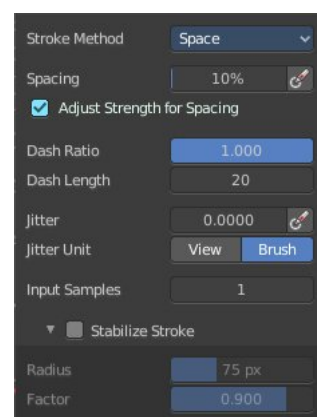 Stroke Method Space
Spacing 10%
Adjust Strength for Spacing
Dash Ratio 1.000
Dash Length 20
Jitter 0.0000
Jitter Unit View Brush
Input Samples 1
Stabilize Stroke
Radius 75 px
Factor 0.900